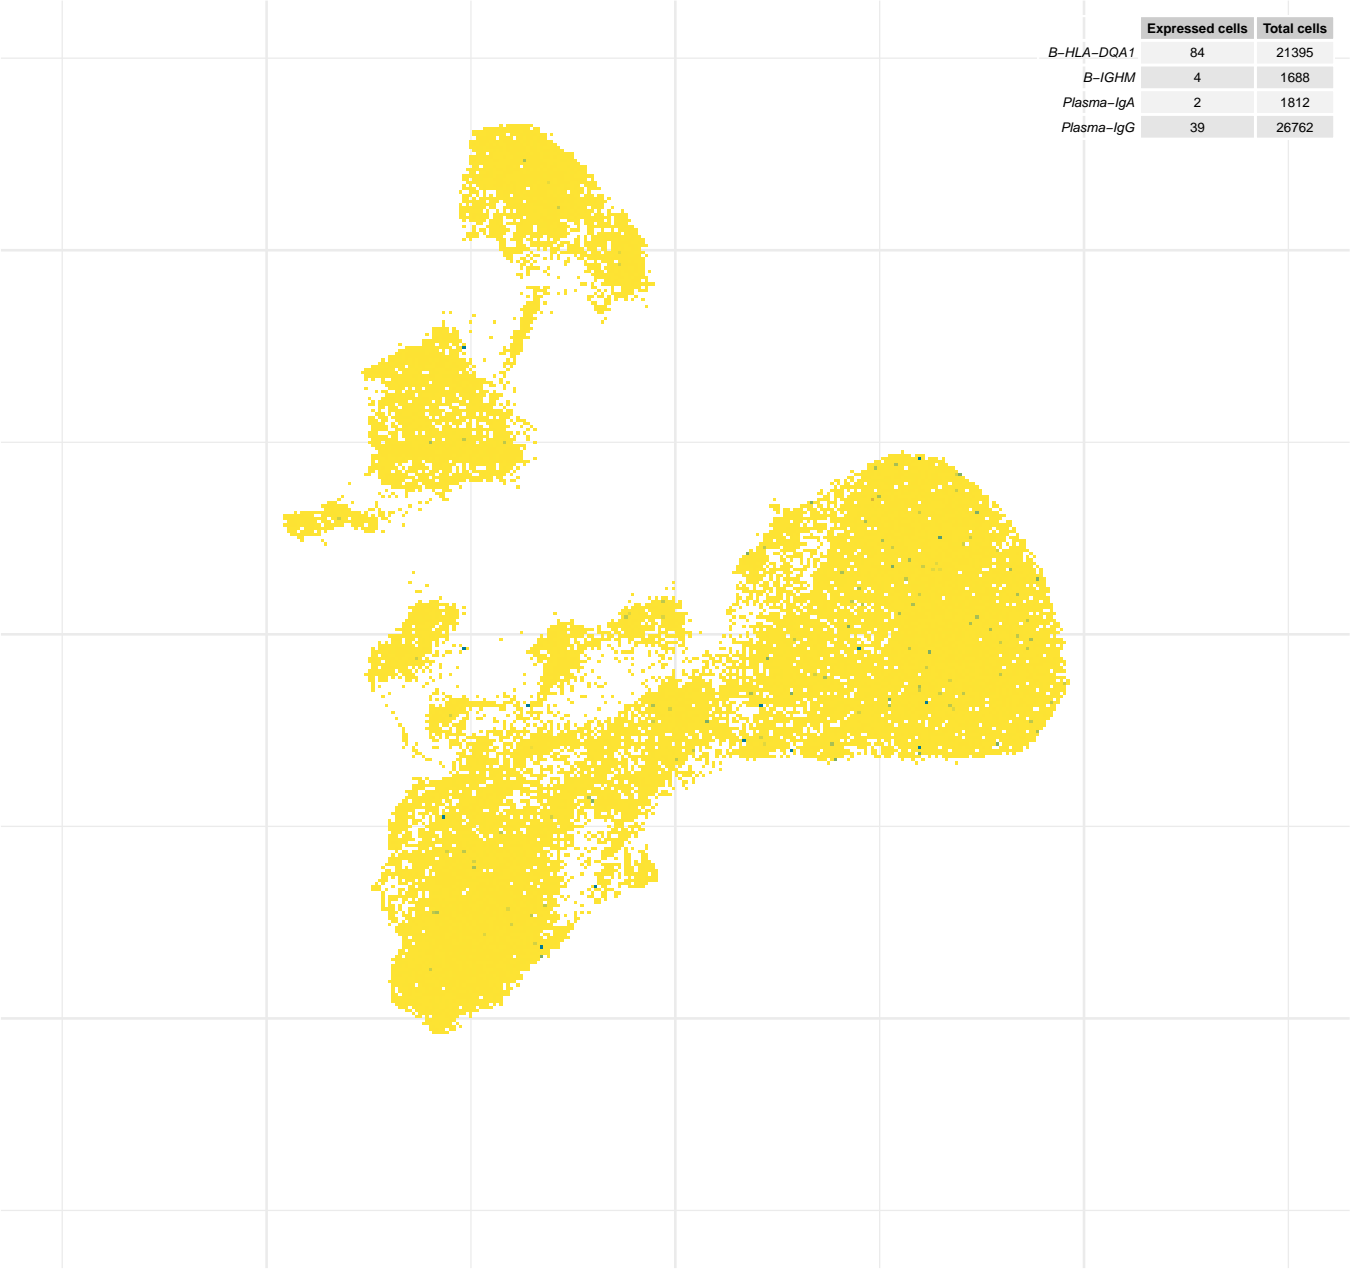 Expressed cells Total cells
B−HLA−DQA1 84 21395
B−IGHM 4 1688
Plasma−IgA 2 1812
Plasma−IgG 39 26762